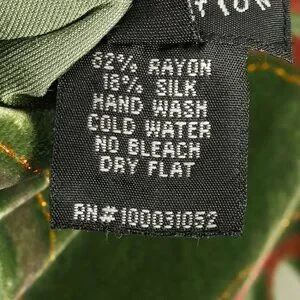 82% RAYON
18% SILK
HAND WASH
COLD WATER
NO BLEACH
DRY FLAT
RN#100031052